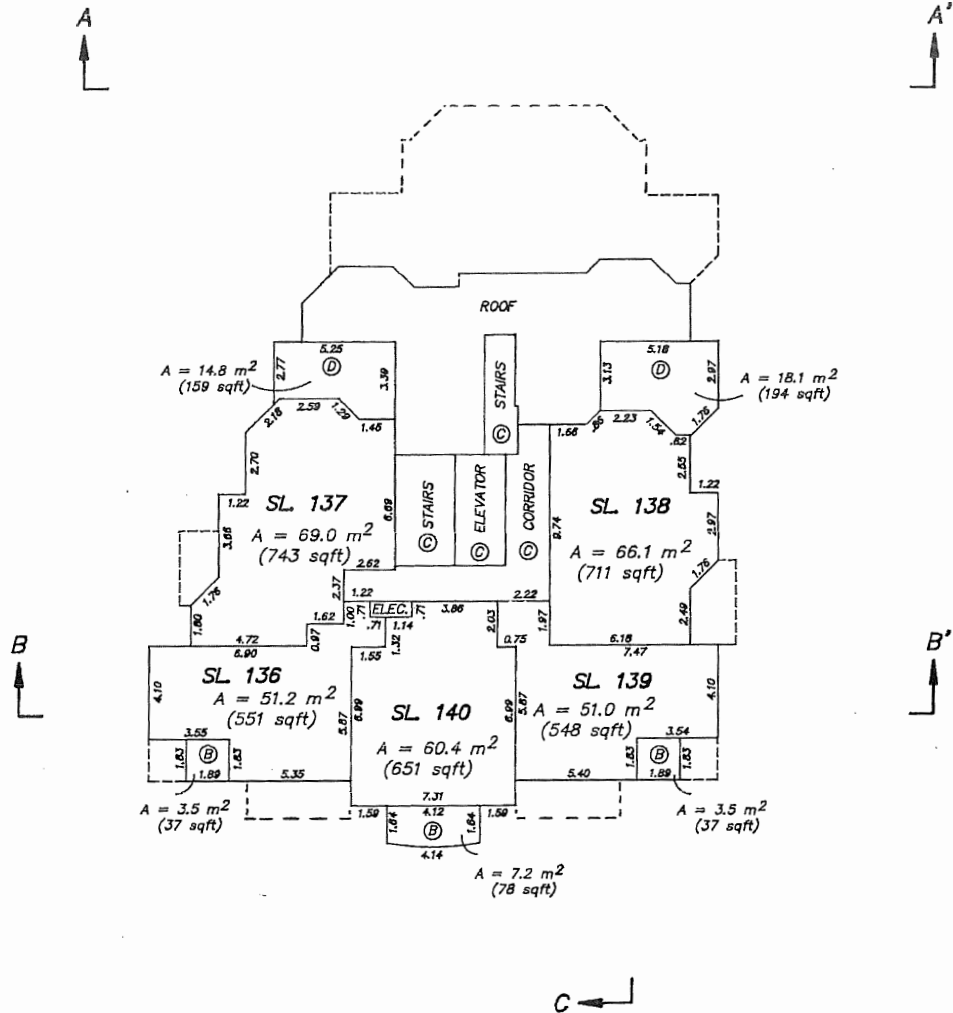 A
A'
ROOF
5.25
D
2.77
3.39
A = 14.8 m²
(159 sqft)
2.18
2.59
1.29
1.45
STAIRS
C
5.18
D
3.13
2.97
A = 18.1 m²
(194 sqft)
1.75
1.66
.86
2.23
1.54
.62
2.70
1.22
SL. 137
A = 69.0 m²
(743 sqft)
3.66
1.76
1.80
6.69
2.62
2.37
STAIRS
C
ELEVATOR
C
CORRIDOR
C
9.74
SL. 138
A = 66.1 m²
(711 sqft)
2.55
1.22
2.97
1.76
2.49
1.22
ELEC.
.71
.71
.71
1.14
1.00
3.86
2.22
2.03
1.97
1.62
0.97
1.32
1.55
0.75
4.72
6.90
6.18
7.47
B
B'
SL. 136
A = 51.2 m²
(551 sqft)
4.10
5.87
6.99
SL. 140
A = 60.4 m²
(651 sqft)
6.99
5.87
SL. 139
A = 51.0 m²
(548 sqft)
4.10
3.55
B
1.83
1.83
1.89
5.35
A = 3.5 m²
(37 sqft)
3.54
B
1.83
1.83
1.89
5.40
A = 3.5 m²
(37 sqft)
7.31
1.59
4.12
1.59
1.64
B
1.64
4.14
A = 7.2 m²
(78 sqft)
C